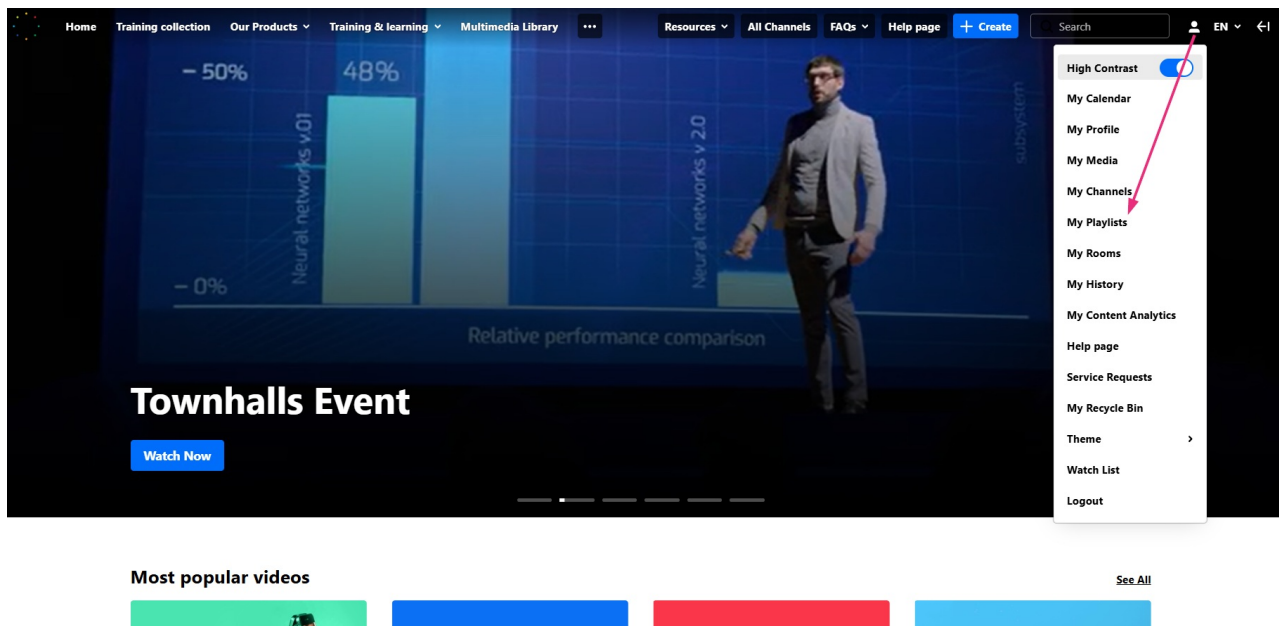 Home Training collection Our Products Training & learning Multimedia Library ••• Resources All Channels FAQs Help page + Create Search EN
High Contrast
My Calendar
My Profile
My Media
My Channels
My Playlists
My Rooms
My History
My Content Analytics
Help page
Service Requests
My Recycle Bin
Theme
Watch List
Logout
– 50%
48%
Neural networks v.01
Neural networks v 2.0
subsystem
– 0%
Relative performance comparison
Townhalls Event
Watch Now
Most popular videos
See All